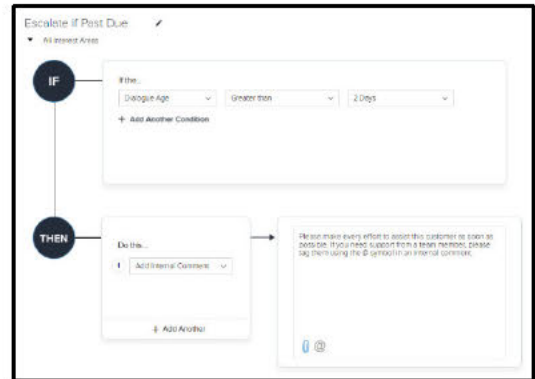 Escalate if Past Due
All Interest Areas
IF
If the...
Dialogue Age
Greater than
2 Days
+ Add Another Condition
THEN
Do this...
1
Add Internal Comment
+ Add Another
Please make every effort to assist this customer as soon as
possible. If you need support from a team member, please
tag them using the @ symbol in an internal comment.
@